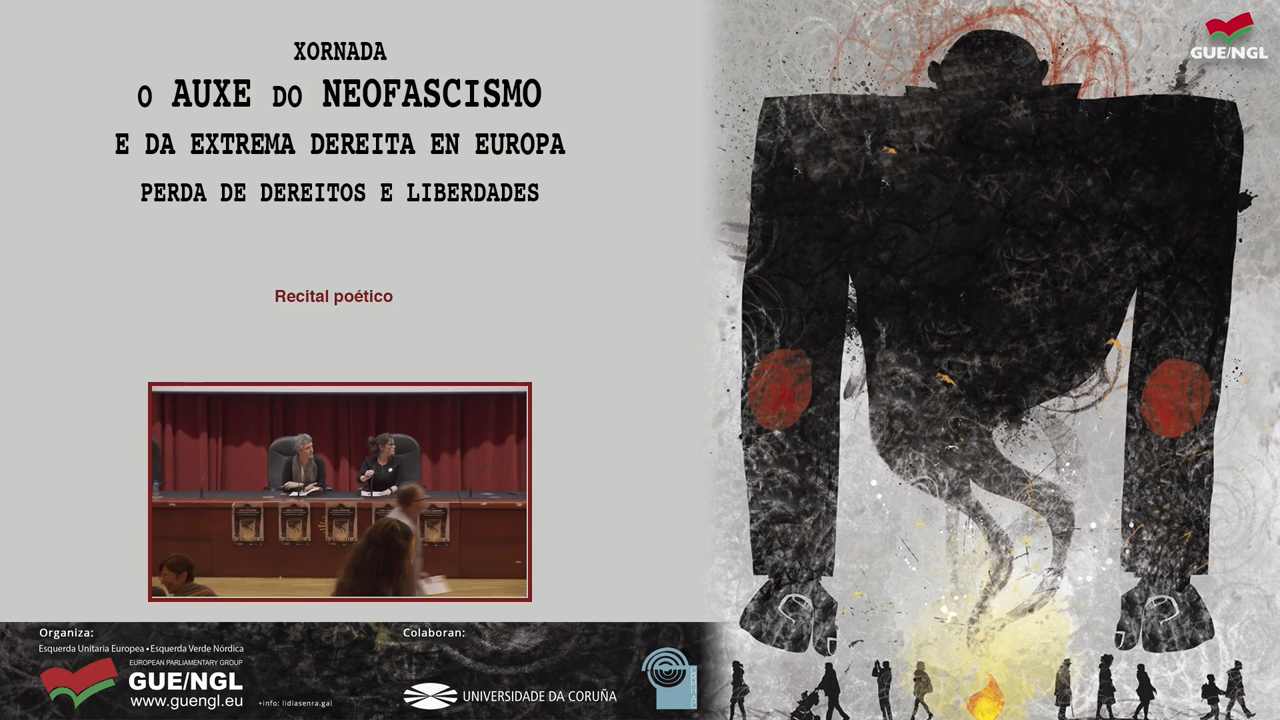 XORNADA
O AUXE DO NEOFASCISMO
E DA EXTREMA DEREITA EN EUROPA
PERDA DE DEREITOS E LIBERDADES
GUE/NGL
Recital poético
Organiza:
Esquerda Unitaria Europea • Esquerda Verde Nórdica
EUROPEAN PARLIAMENTARY GROUP
GUE/NGL
www.guengl.eu
+info: lidiasenra.gal
Colaboran:
UNIVERSIDADE DA CORUÑA